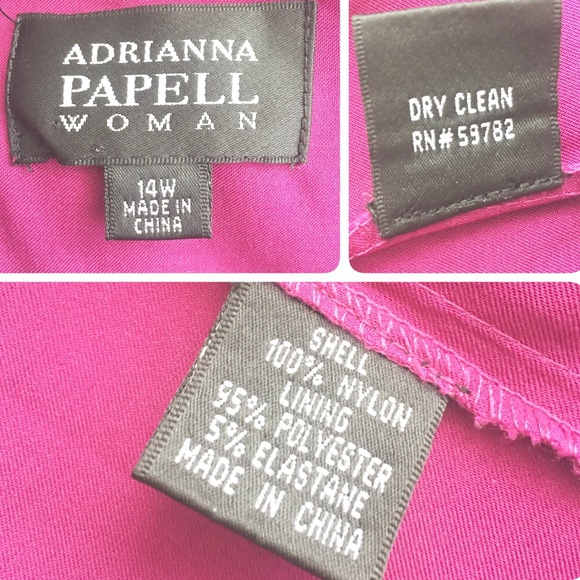 ADRIANNA
PAPELL
WOMAN
14W
MADE IN
CHINA
DRY CLEAN
RN# 59782
SHELL
100% NYLON
LINING
95% POLYESTER
5% ELASTANE
MADE IN CHINA